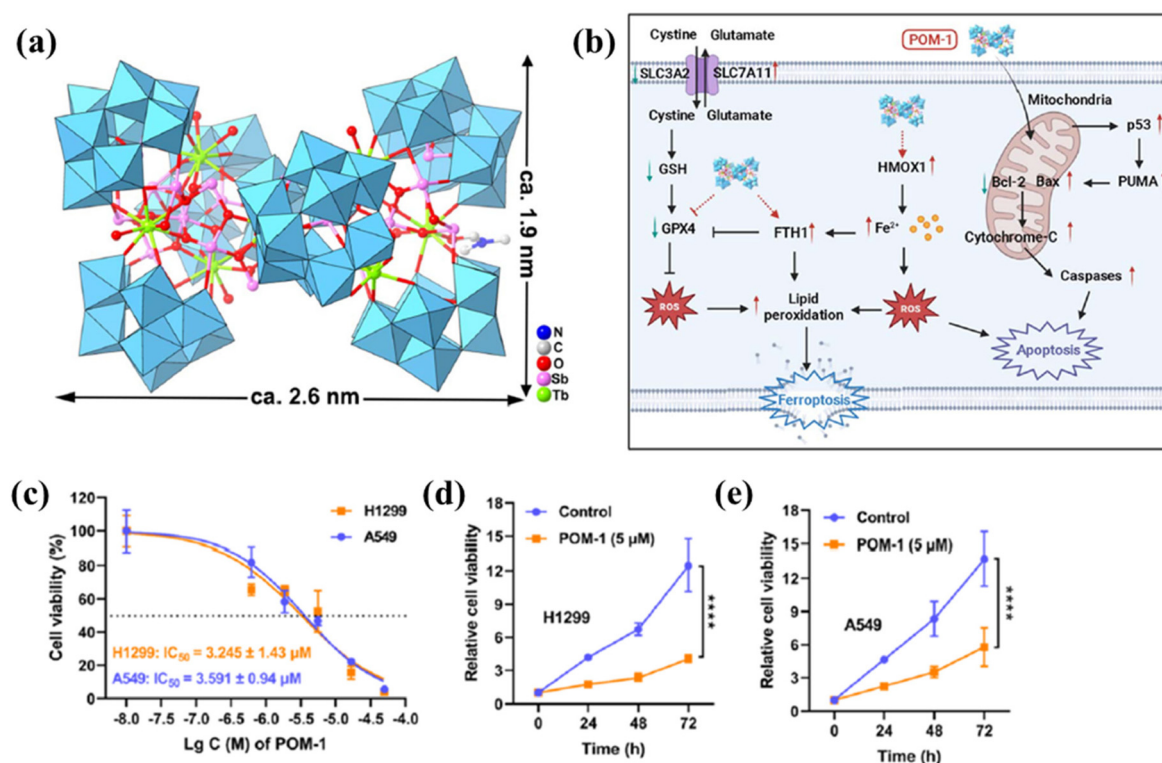 (a)
ca. 1.9 nm
ca. 2.6 nm
N
C
O
Sb
Tb
(b)
POM-1
Cystine Glutamate
SLC3A2 SLC7A11
Cystine Glutamate
GSH
GPX4
FTH1
HMOX1
Fe²⁺
ROS
Lipid
peroxidation
ROS
Ferroptosis
Mitochondria
p53
Bcl-2 Bax
PUMA
Cytochrome-C
Caspases
Apoptosis
(c)
Cell viability (%)
120
100
80
60
40
20
0
H1299
A549
H1299: IC₅₀ = 3.245 ± 1.43 µM
A549: IC₅₀ = 3.591 ± 0.94 µM
-8.0 -7.5 -7.0 -6.5 -6.0 -5.5 -5.0 -4.5 -4.0
Lg C (M) of POM-1
(d)
Relative cell viability
18
15
12
9
6
3
0
Control
POM-1 (5 µM)
H1299
****
0 24 48 72
Time (h)
(e)
Relative cell viability
18
15
12
9
6
3
0
Control
POM-1 (5 µM)
A549
****
0 24 48 72
Time (h)